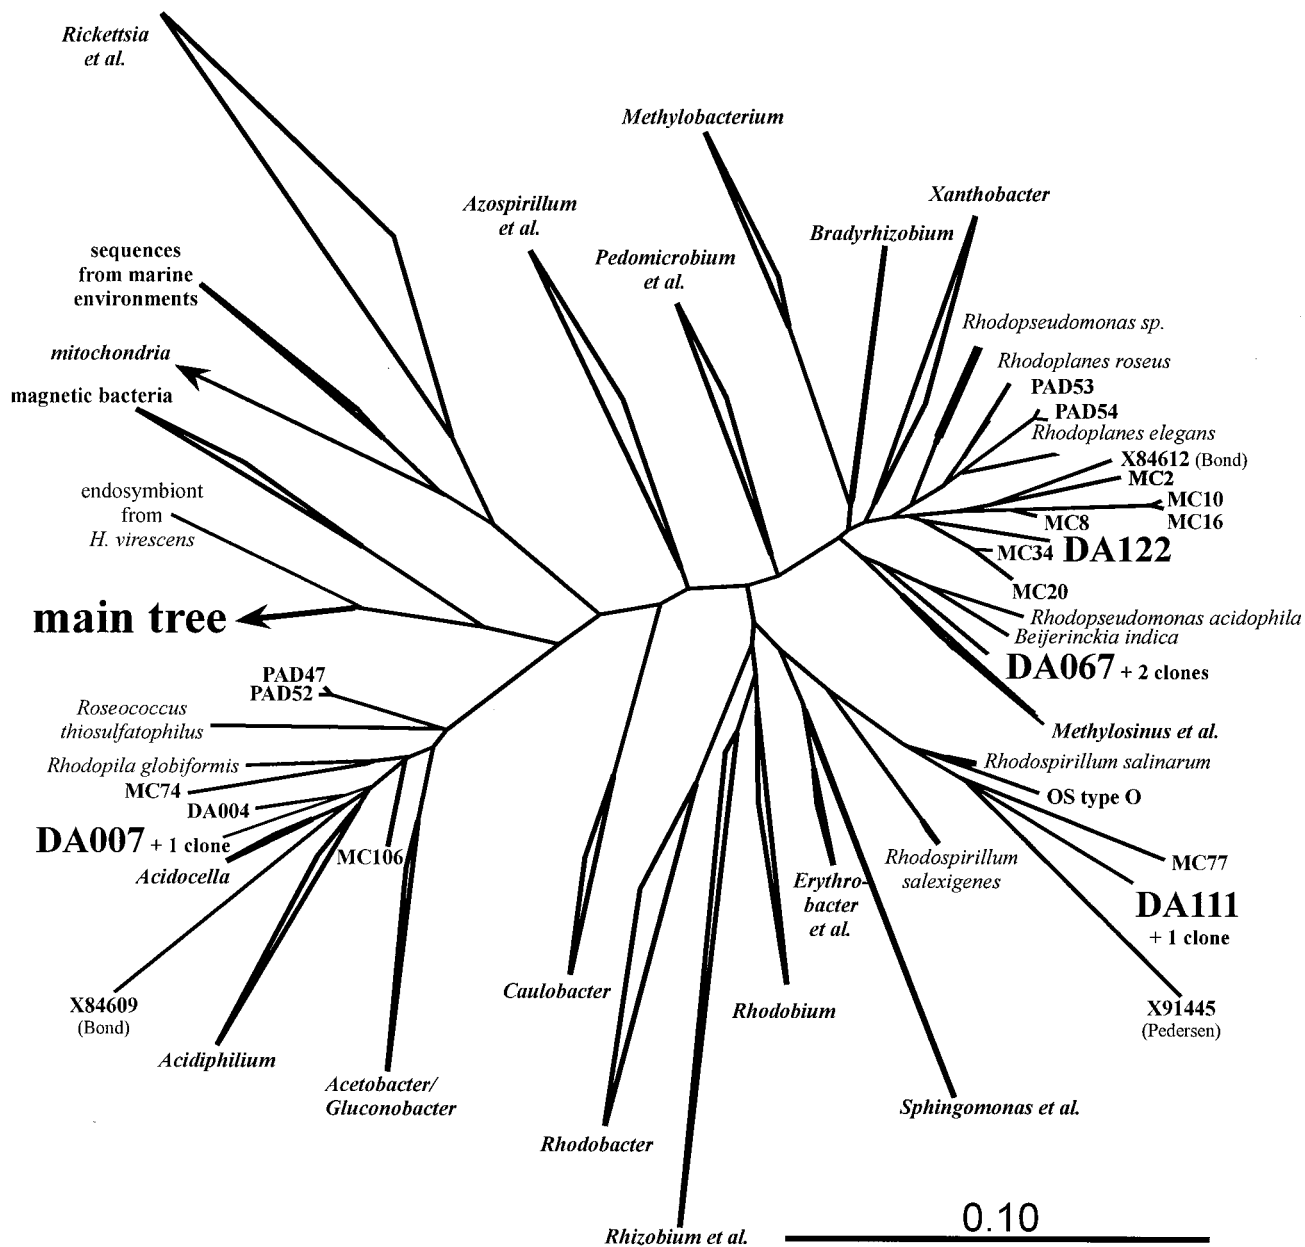 Rickettsia
et al.
Methylobacterium
Azospirillum
et al.
Xanthobacter
Bradyrhizobium
sequences
from marine
environments
Pedomicrobium
et al.
Rhodopseudomonas sp.
mitochondria
Rhodoplanes roseus
magnetic bacteria
PAD53
PAD54
Rhodoplanes elegans
X84612 (Bond)
MC2
endosymbiont
from
H. virescens
MC10
MC16
MC8
MC34 DA122
MC20
main tree
Rhodopseudomonas acidophila
Beijerinckia indica
DA067 + 2 clones
PAD47
PAD52
Roseococcus
thiosulfatophilus
Methylosinus et al.
Rhodopila globiformis
Rhodospirillum salinarum
MC74
OS type O
DA004
DA007 + 1 clone
MC106
Acidocella
Rhodospirillum
salexigenes
MC77
Erythro-
bacter
et al.
DA111
+ 1 clone
Caulobacter
X84609
(Bond)
Rhodobium
X91445
(Pedersen)
Acidiphilium
Acetobacter/
Gluconobacter
Sphingomonas et al.
Rhodobacter
0.10
Rhizobium et al.